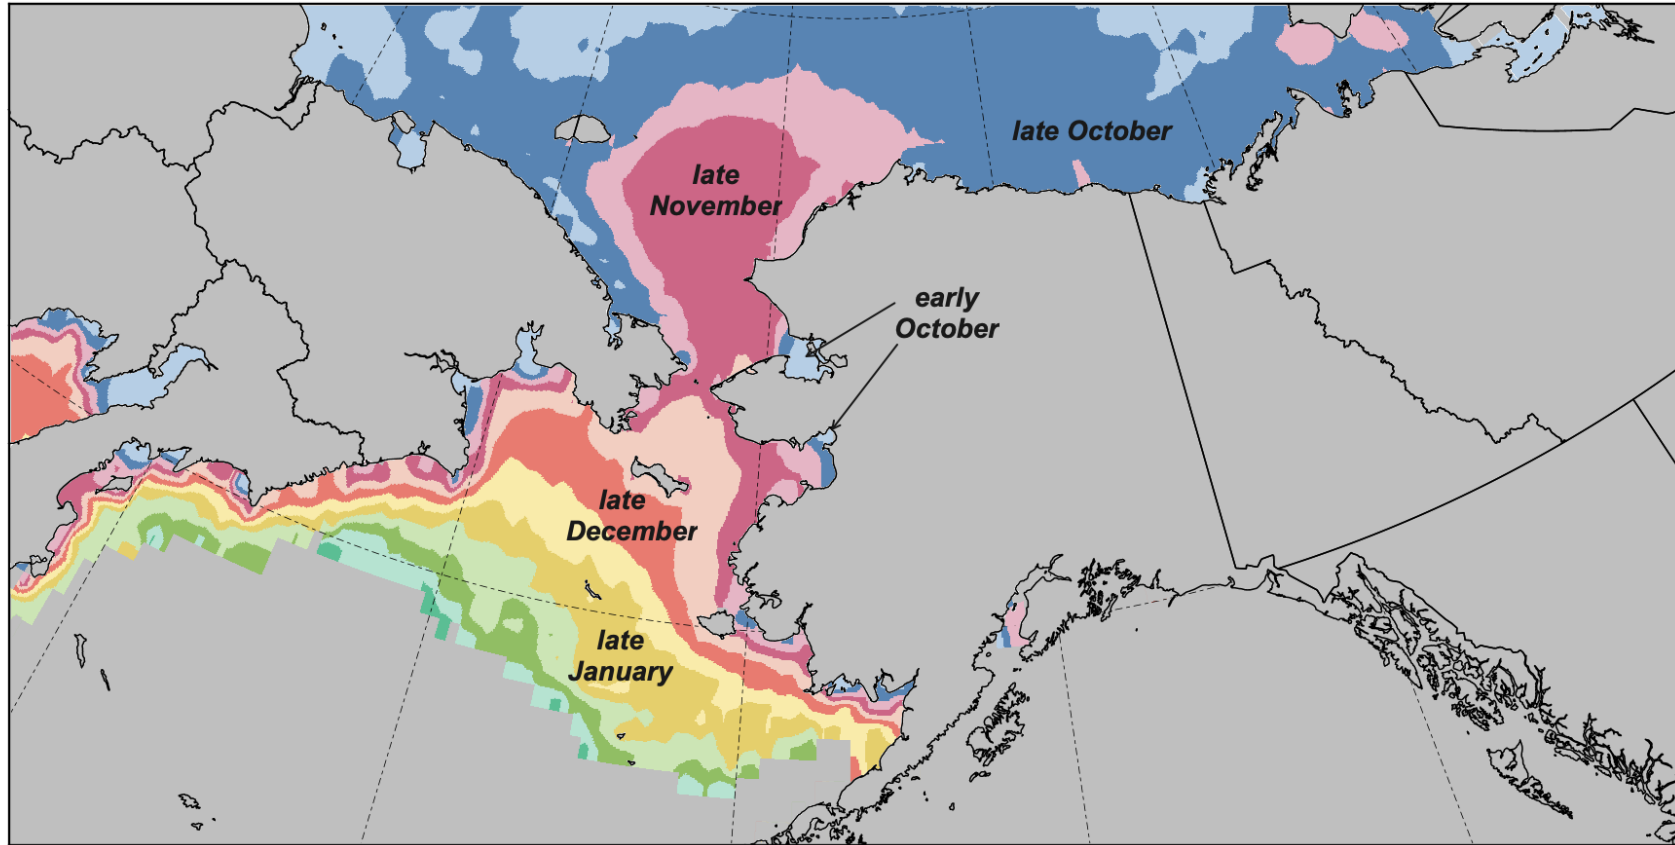 late October
late
November
early
October
late
December
late
January